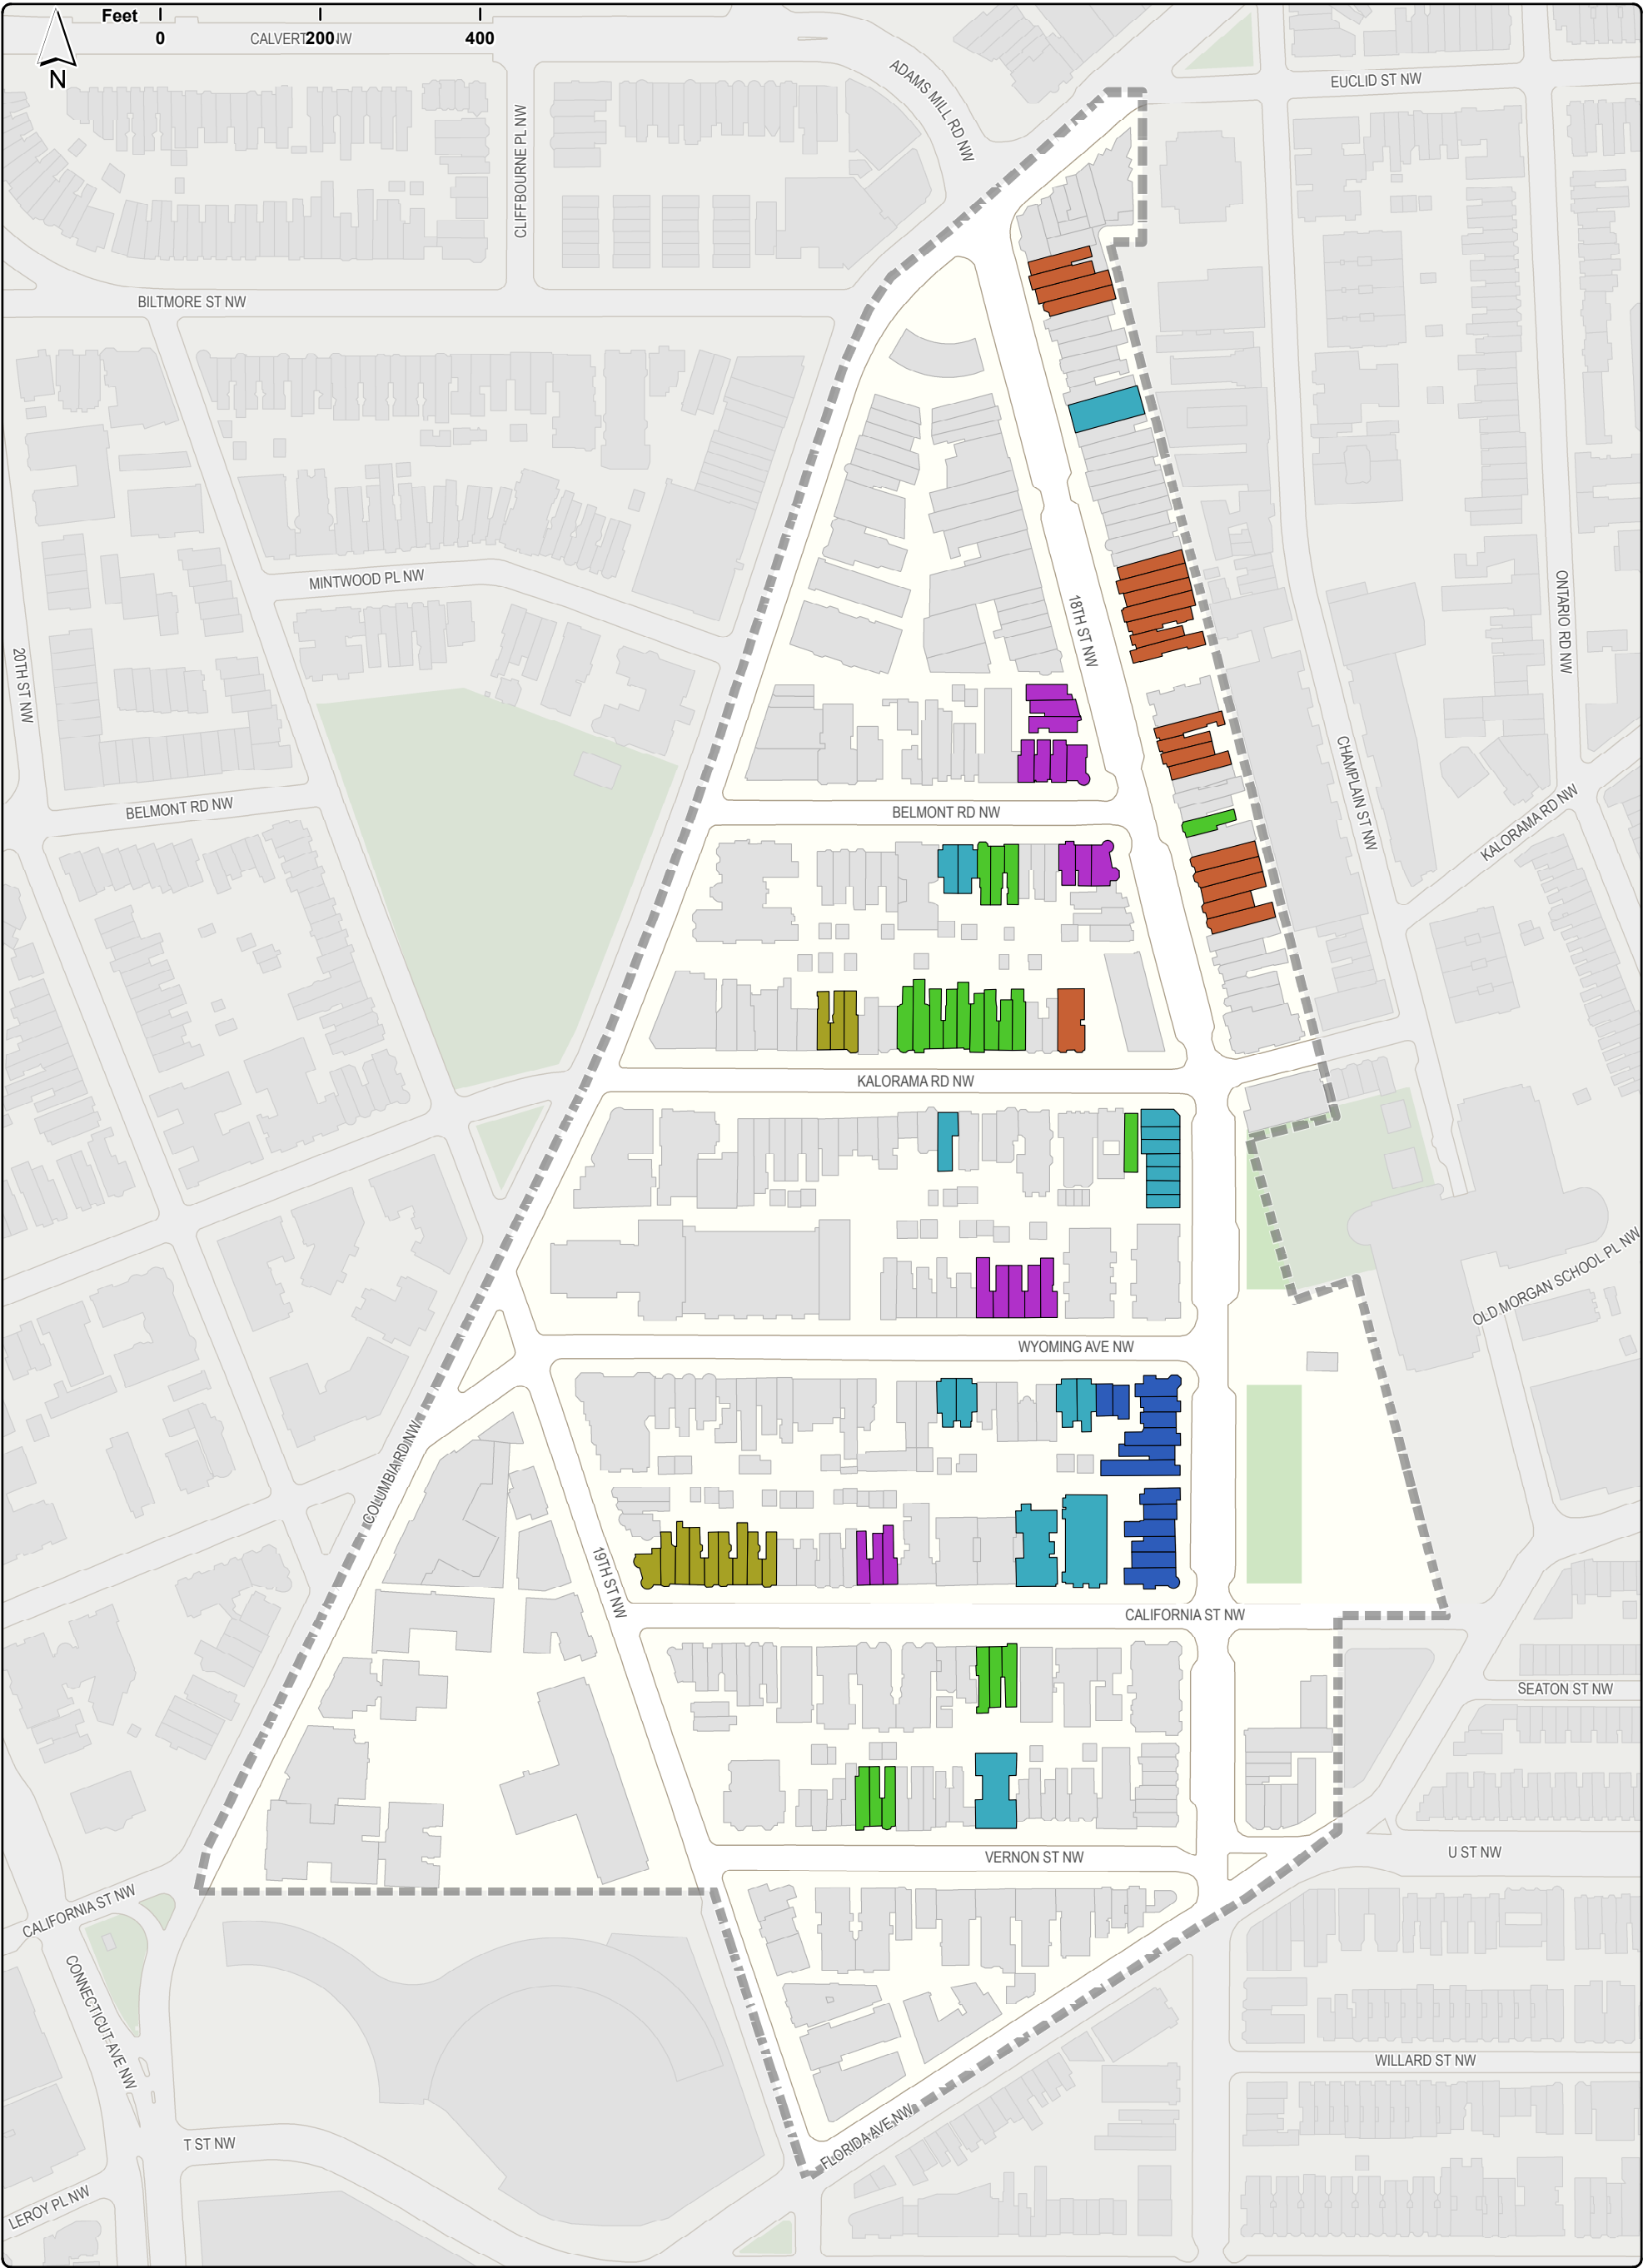 Feet
0 200 400
CALVERT NW
N
ADAMS MILL RD NW
EUCLID ST NW
CLIFFBOURNE PL NW
BILTMORE ST NW
MINTWOOD PL NW
18TH ST NW
ONTARIO RD NW
20TH ST NW
CHAMPLAIN ST NW
BELMONT RD NW
BELMONT RD NW
KALORAMA RD NW
KALORAMA RD NW
OLD MORGAN SCHOOL PL NW
WYOMING AVE NW
COLUMBIA RD NW
19TH ST NW
CALIFORNIA ST NW
SEATON ST NW
VERNON ST NW
U ST NW
CALIFORNIA ST NW
CONNECTICUT AVE NW
WILLARD ST NW
FLORIDA AVE NW
T ST NW
LEROY PL NW